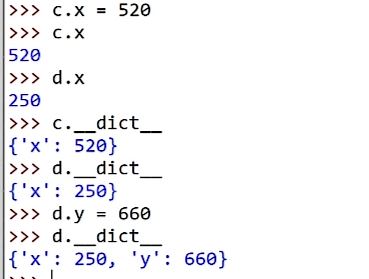 >>> c.x = 520
>>> c.x
520
>>> d.x
250
>>> c.__dict__
{'x': 520}
>>> d.__dict__
{'x': 250}
>>> d.y = 660
>>> d.__dict__
{'x': 250, 'y': 660}
>>>